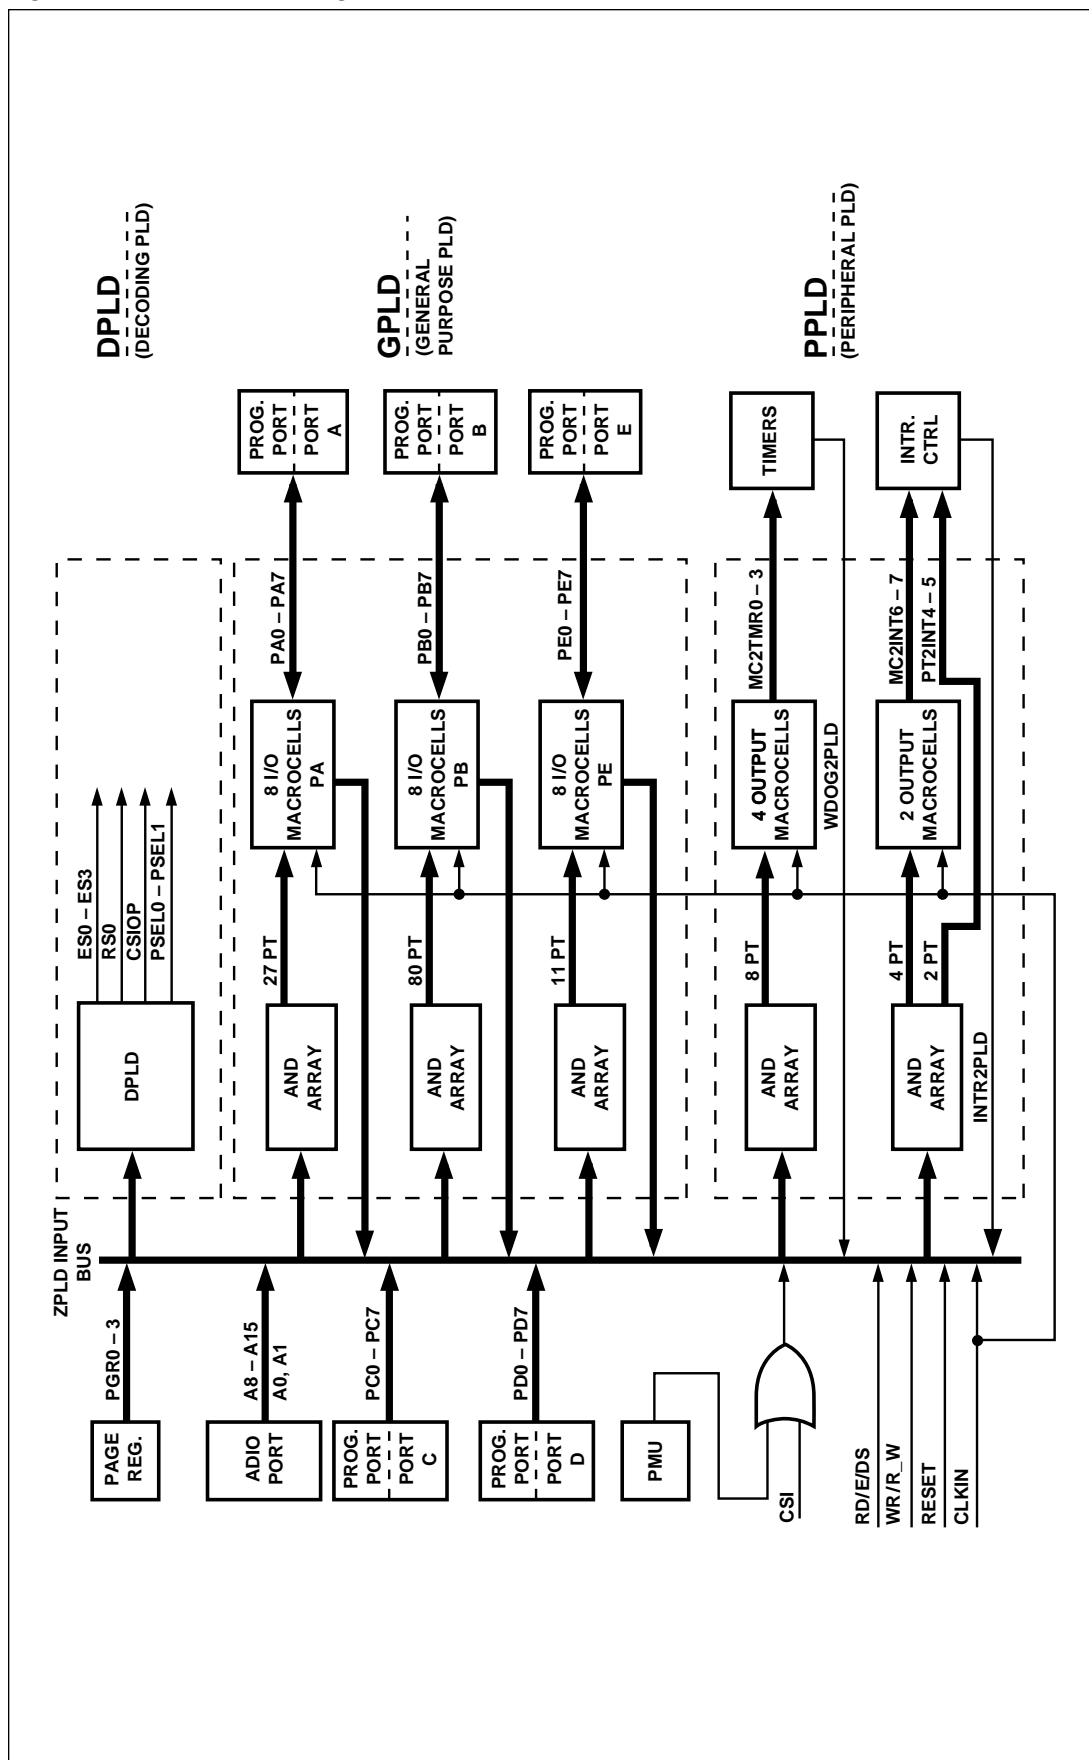 DPLD
(DECODING PLD)
GPLD
(GENERAL
PURPOSE PLD)
PPLD
(PERIPHERAL PLD)
PROG.
PORT
PORT
A
PROG.
PORT
PORT
B
PROG.
PORT
PORT
E
TIMERS
INTR.
CTRL
PA0 – PA7
PB0 – PB7
PE0 – PE7
MC2TMR0 – 3
MC2INT6 – 7
PT2INT4 – 5
8 I/O
MACROCELLS
PA
8 I/O
MACROCELLS
PB
8 I/O
MACROCELLS
PE
4 OUTPUT
MACROCELLS
WDOG2PLD
2 OUTPUT
MACROCELLS
ES0 – ES3
RS0
CSIOP
PSEL0 – PSEL1
27 PT
80 PT
11 PT
8 PT
4 PT
2 PT
DPLD
AND
ARRAY
AND
ARRAY
AND
ARRAY
AND
ARRAY
AND
ARRAY
INTR2PLD
ZPLD INPUT
BUS
PGR0 – 3
A8 – A15
A0, A1
PC0 – PC7
PD0 – PD7
PAGE
REG.
ADIO
PORT
PROG.
PORT
PORT
C
PROG.
PORT
PORT
D
PMU
CSI
RD/E/DS
WR/R_W
RESET
CLKIN